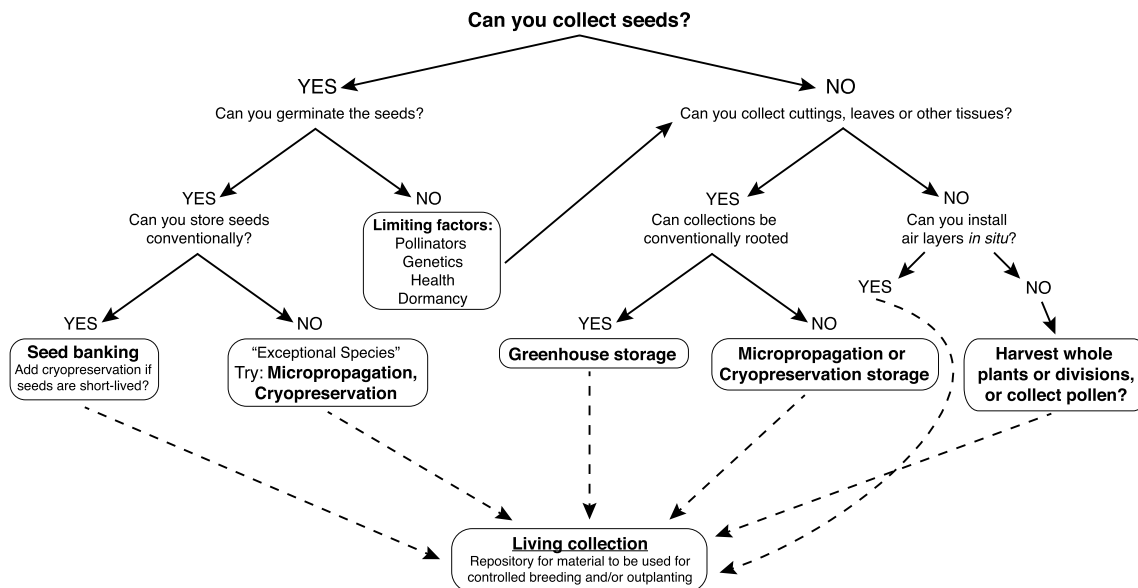 Can you collect seeds?
YES
NO
Can you germinate the seeds?
Can you collect cuttings, leaves or other tissues?
YES
NO
YES
NO
Can you store seeds
conventionally?
Limiting factors:
Pollinators
Genetics
Health
Dormancy
Can collections be
conventionally rooted
Can you install
air layers in situ?
YES
NO
YES
NO
YES
NO
Seed banking
Add cryopreservation if
seeds are short-lived?
“Exceptional Species”
Try: Micropropagation,
Cryopreservation
Greenhouse storage
Micropropagation or
Cryopreservation storage
Harvest whole
plants or divisions,
or collect pollen?
Living collection
Repository for material to be used for
controlled breeding and/or outplanting